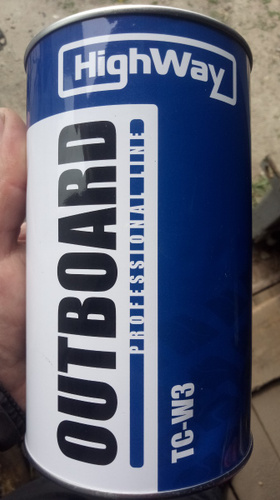 HighWay
OUTBOARD
PROFESSIONAL LINE
TC-W3